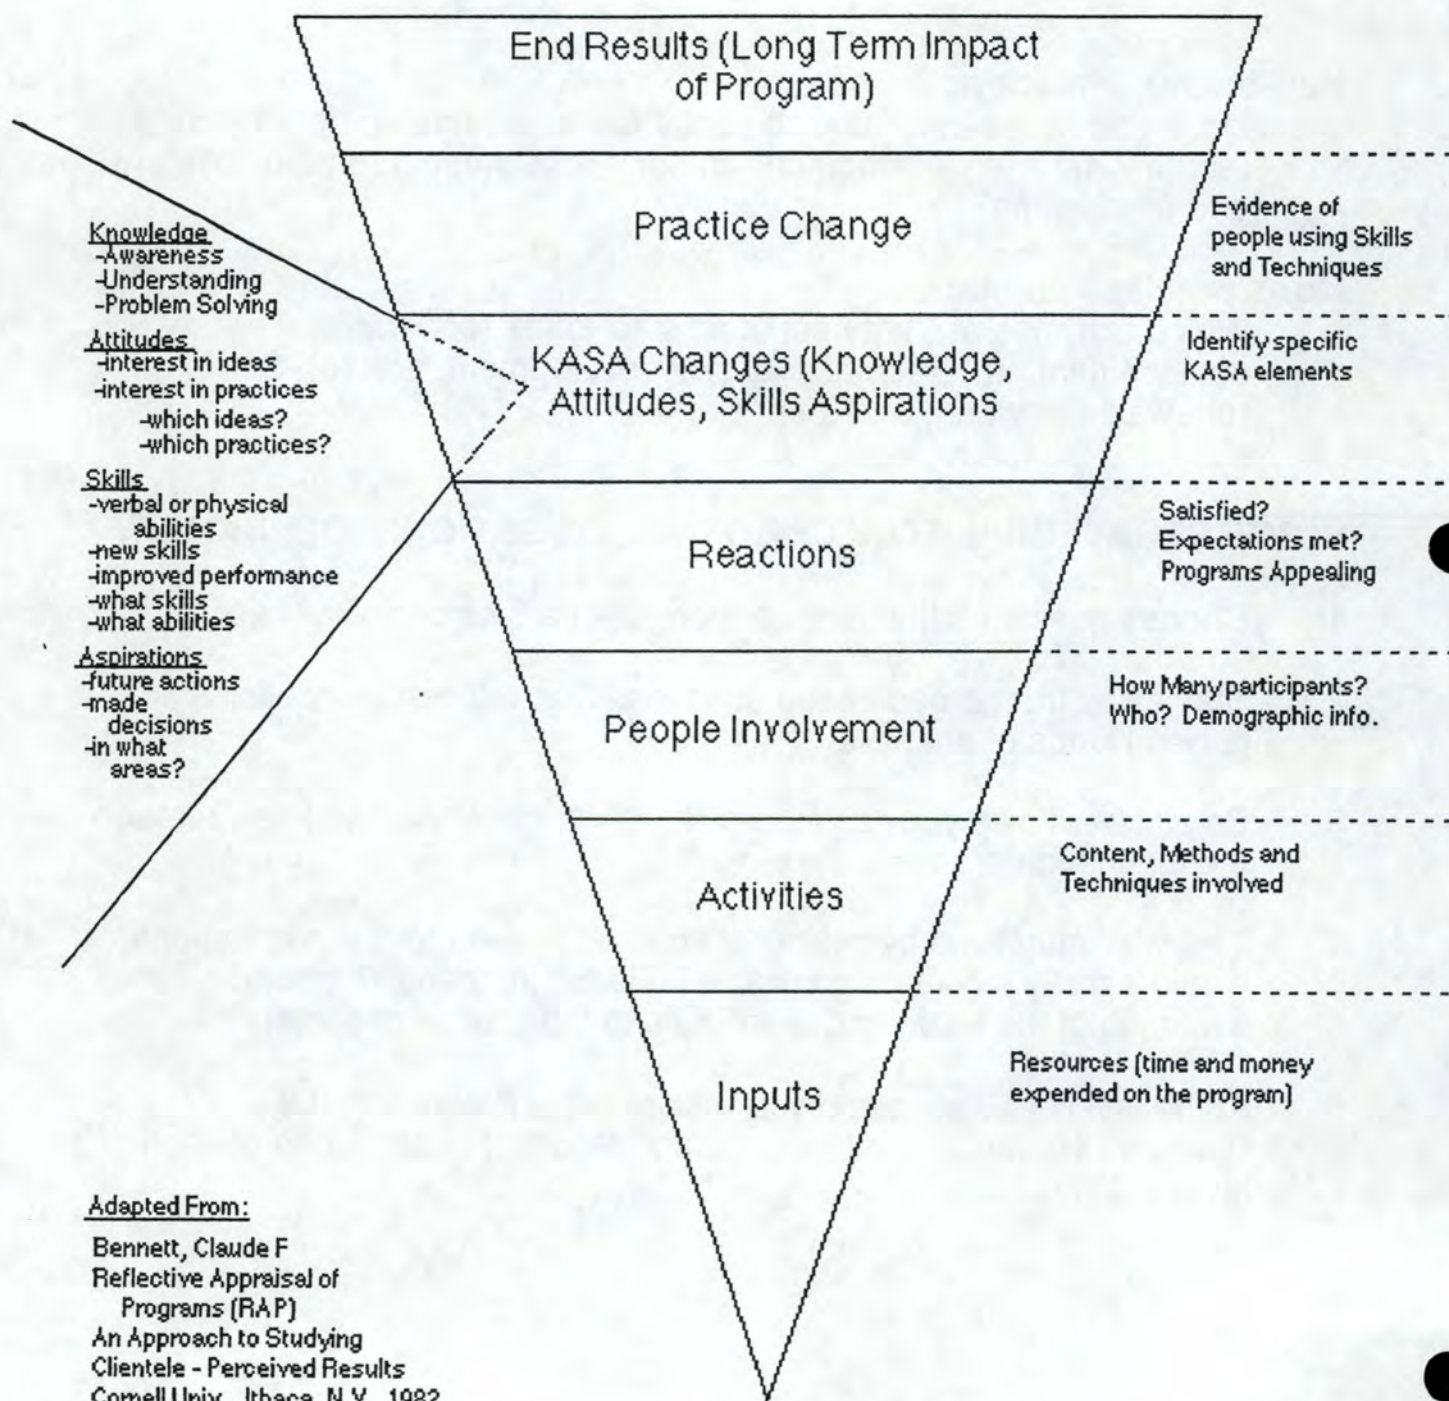 End Results (Long Term Impact
of Program)
Practice Change
Evidence of
people using Skills
and Techniques
Knowledge
-Awareness
-Understanding
-Problem Solving
Attitudes
-interest in ideas
-interest in practices
-which ideas?
-which practices?
Skills
-verbal or physical
abilities
-new skills
-improved performance
-what skills
-what abilities
Aspirations
-future actions
-made
decisions
-in what
areas?
KASA Changes (Knowledge,
Attitudes, Skills Aspirations
Identify specific
KASA elements
Reactions
Satisfied?
Expectations met?
Programs Appealing
People Involvement
How Many participants?
Who? Demographic info.
Activities
Content, Methods and
Techniques involved
Inputs
Resources (time and money
expended on the program)
Adapted From:
Bennett, Claude F
Reflective Appraisal of
Programs (RAP)
An Approach to Studying
Clientele - Perceived Results
Cornell Univ., Ithaca, N.Y., 1982